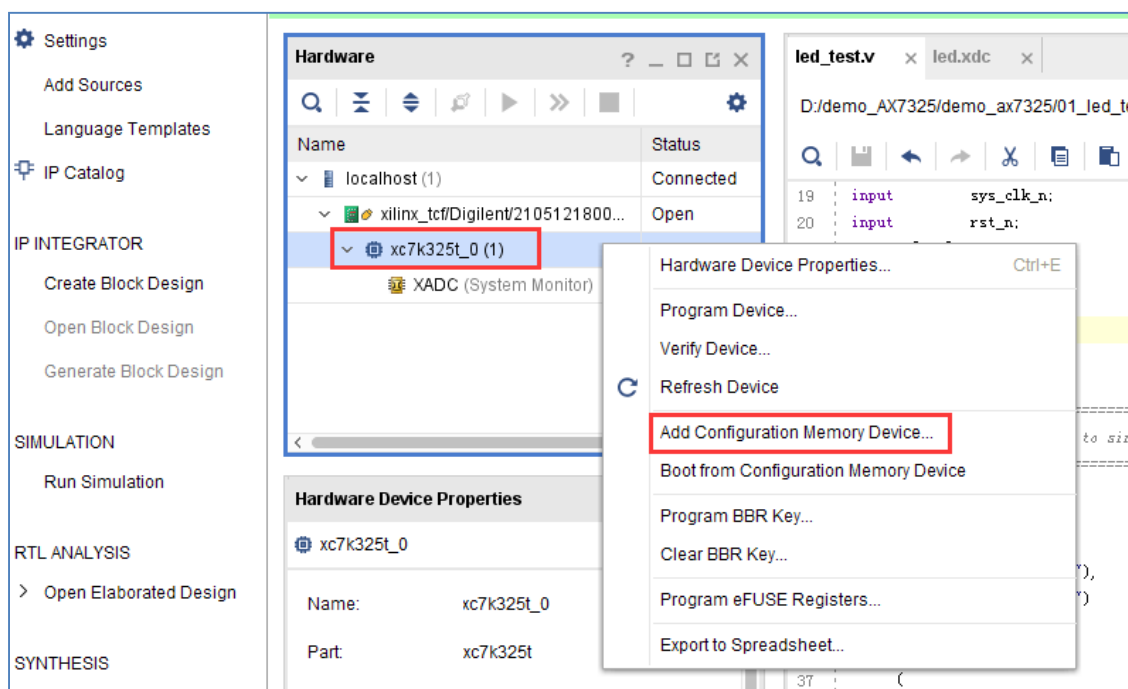 Settings
Add Sources
Language Templates
IP Catalog
IP INTEGRATOR
Create Block Design
Open Block Design
Generate Block Design
SIMULATION
Run Simulation
RTL ANALYSIS
Open Elaborated Design
SYNTHESIS
Hardware
Name Status
localhost (1) Connected
xilinx_tcf/Digilent/2105121800... Open
xc7k325t_0 (1)
XADC (System Monitor)
Hardware Device Properties
xc7k325t_0
Name: xc7k325t_0
Part: xc7k325t
Hardware Device Properties... Ctrl+E
Program Device...
Verify Device...
Refresh Device
Add Configuration Memory Device...
Boot from Configuration Memory Device
Program BBR Key...
Clear BBR Key...
Program eFUSE Registers...
Export to Spreadsheet...
led_test.v led.xdc
D:/demo_AX7325/demo_ax7325/01_led_te
19 input sys_clk_n;
20 input rst_n;
to
"),
")
37 (